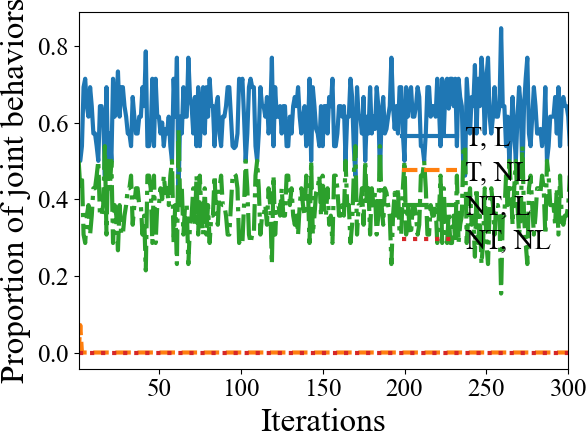 Proportion of joint behaviors
0.8
0.6
0.4
0.2
0.0
T, L
T, NL
NT, L
NT, NL
50
100
150
200
250
300
Iterations